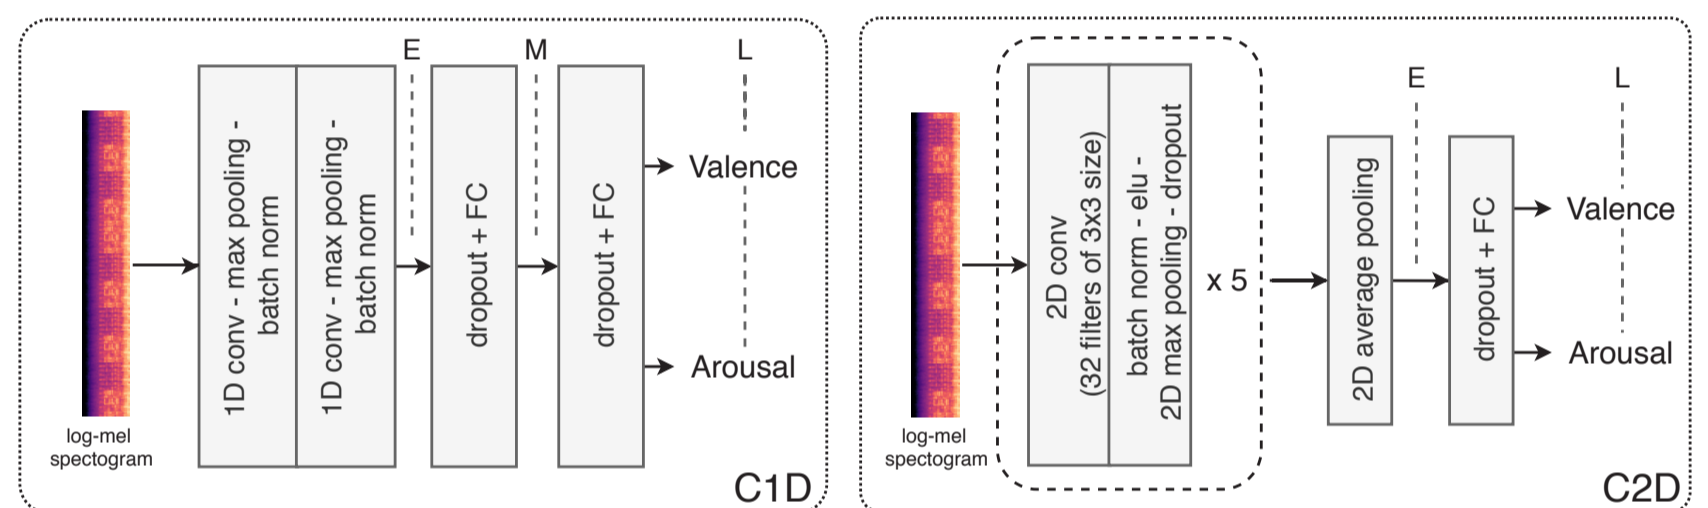 E
M
L
1D conv - max pooling -
batch norm
1D conv - max pooling -
batch norm
dropout + FC
dropout + FC
Valence
Arousal
log-mel
spectogram
C1D
2D conv
(32 filters of 3x3 size)
batch norm - elu -
2D max pooling - dropout
x 5
2D average pooling
E
dropout + FC
L
Valence
Arousal
log-mel
spectogram
C2D